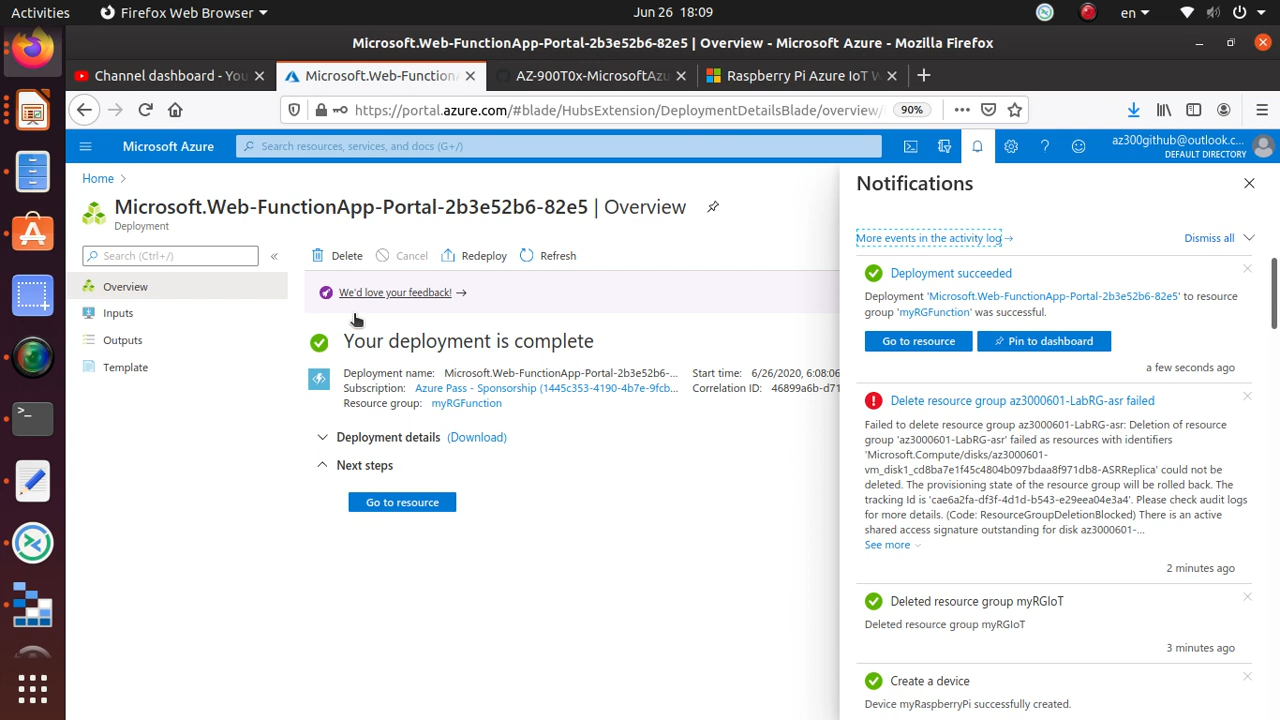 Activities
Firefox Web Browser
Jun 26 18:09
en
Microsoft.Web-FunctionApp-Portal-2b3e52b6-82e5 | Overview - Microsoft Azure - Mozilla Firefox
Channel dashboard - You
Microsoft.Web-Function
AZ-900T0x-MicrosoftAzu
Raspberry Pi Azure IoT W
https://portal.azure.com/#blade/HubsExtension/DeploymentDetailsBlade/overview/
90%
Microsoft Azure
Search resources, services, and docs (G+/)
az300github@outlook.c...
DEFAULT DIRECTORY
Home
Microsoft.Web-FunctionApp-Portal-2b3e52b6-82e5 | Overview
Deployment
Search (Ctrl+/)
Overview
Inputs
Outputs
Template
Delete
Cancel
Redeploy
Refresh
We'd love your feedback! →
Your deployment is complete
Deployment name: Microsoft.Web-FunctionApp-Portal-2b3e52b6-...
Subscription: Azure Pass - Sponsorship (1445c353-4190-4b7e-9fcb...
Resource group: myRGFunction
Start time: 6/26/2020, 6:08:06
Correlation ID: 46899a6b-d71
Deployment details (Download)
Next steps
Go to resource
Notifications
More events in the activity log →
Dismiss all
Deployment succeeded
Deployment 'Microsoft.Web-FunctionApp-Portal-2b3e52b6-82e5' to resource
group 'myRGFunction' was successful.
Go to resource
Pin to dashboard
a few seconds ago
Delete resource group az3000601-LabRG-asr failed
Failed to delete resource group az3000601-LabRG-asr: Deletion of resource
group 'az3000601-LabRG-asr' failed as resources with identifiers
'Microsoft.Compute/disks/az3000601-
vm_disk1_cd8ba7e1f45c4804b097bdaa8f971db8-ASRReplica' could not be
deleted. The provisioning state of the resource group will be rolled back. The
tracking Id is 'cae6a2fa-df3f-4d1d-b543-e29eea04e3a4'. Please check audit logs
for more details. (Code: ResourceGroupDeletionBlocked) There is an active
shared access signature outstanding for disk az3000601-...
See more
2 minutes ago
Deleted resource group myRGIoT
Deleted resource group myRGIoT
3 minutes ago
Create a device
Device myRaspberryPi successfully created.